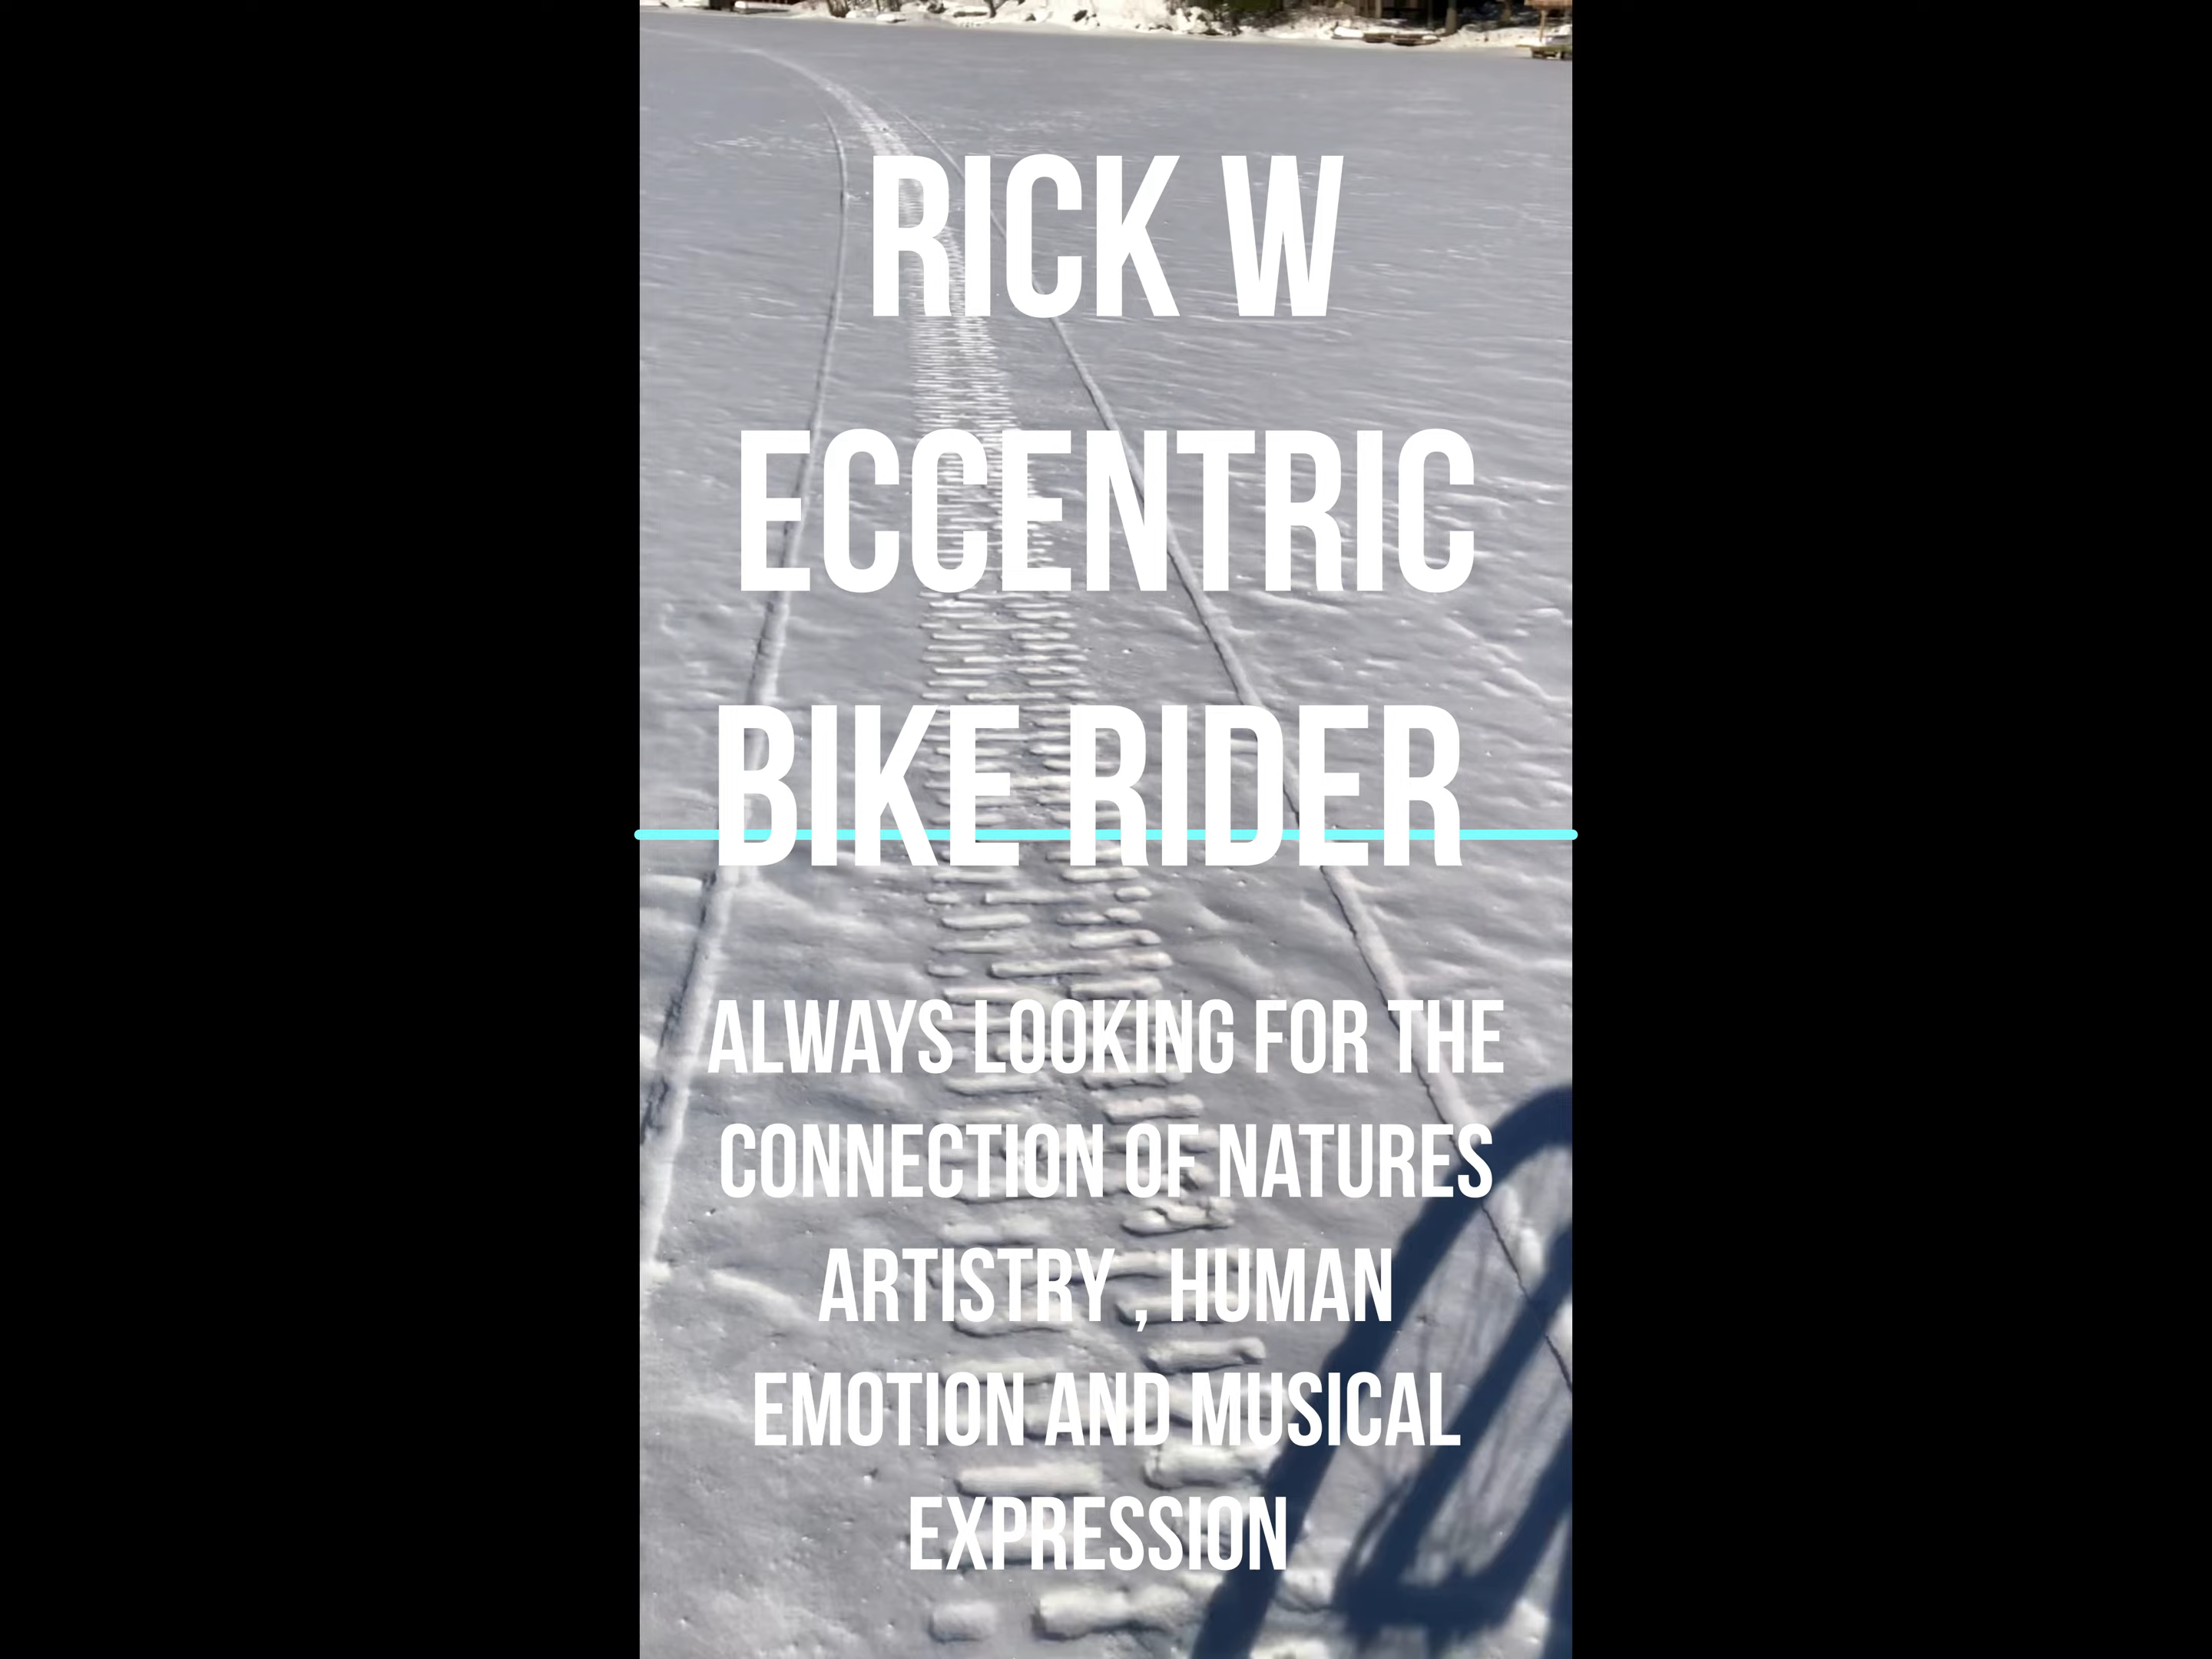 RICK W
ECCENTRIC
BIKE RIDER
ALWAYS LOOKING FOR THE
CONNECTION OF NATURES
ARTISTRY , HUMAN
EMOTION AND MUSICAL
EXPRESSION